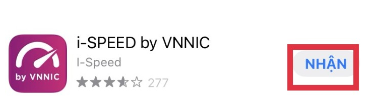 i-SPEED by VNNIC
by VNNIC
I-Speed
NHẬN
277